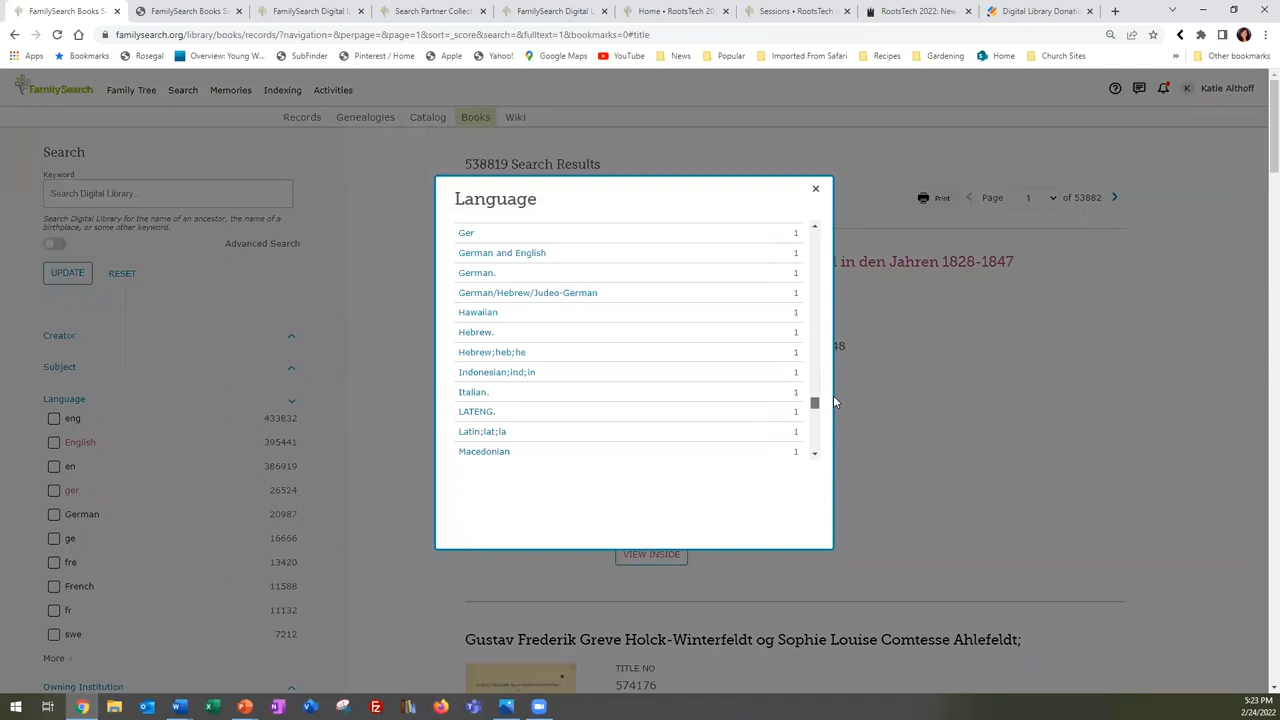 FamilySearch Books S
FamilySearch Books S
FamilySearch Digital L
Search Partner Collect
FamilySearch Digital L
Home • RootsTech 2
Sessions • RootsTech
RootsTech 2022: New
Digital Library Donatio
familysearch.org/library/books/records/?navigation=&perpage=&page=1&sort=_score&search=&fulltext=1&bookmarks=0#title
Apps
Bookmarks
Rosegal
Overview: Young W...
SubFinder
Pinterest / Home
Apple
Yahoo!
Google Maps
YouTube
News
Popular
Imported From Safari
Recipes
Gardening
Home
Church Sites
»
Other bookmarks
FamilySearch
Family Tree
Search
Memories
Indexing
Activities
K
Katie Althoff
Records
Genealogies
Catalog
Books
Wiki
Search
Keyword
Search Digital Library...
Search Digital Library for the name of an ancestor, the name of a
birthplace, or some other keyword.
Advanced Search
UPDATE
RESET
Creator
Subject
Language
eng 433832
English 395441
en 386919
ger 26524
German 20987
ge 16666
fre 13420
French 11588
fr 11132
swe 7212
More
Owning Institution
538819 Search Results
Print
Page 1 of 53882
l in den Jahren 1828-1847
48
VIEW INSIDE
Gustav Frederik Greve Holck-Winterfeldt og Sophie Louise Comtesse Ahlefeldt;
TITLE NO
574176
Language
×
Ger 1
German and English 1
German. 1
German/Hebrew/Judeo-German 1
Hawaiian 1
Hebrew. 1
Hebrew;heb;he 1
Indonesian;ind;in 1
Italian. 1
LATENG. 1
Latin;lat;la 1
Macedonian 1
5:23 PM
2/24/2022